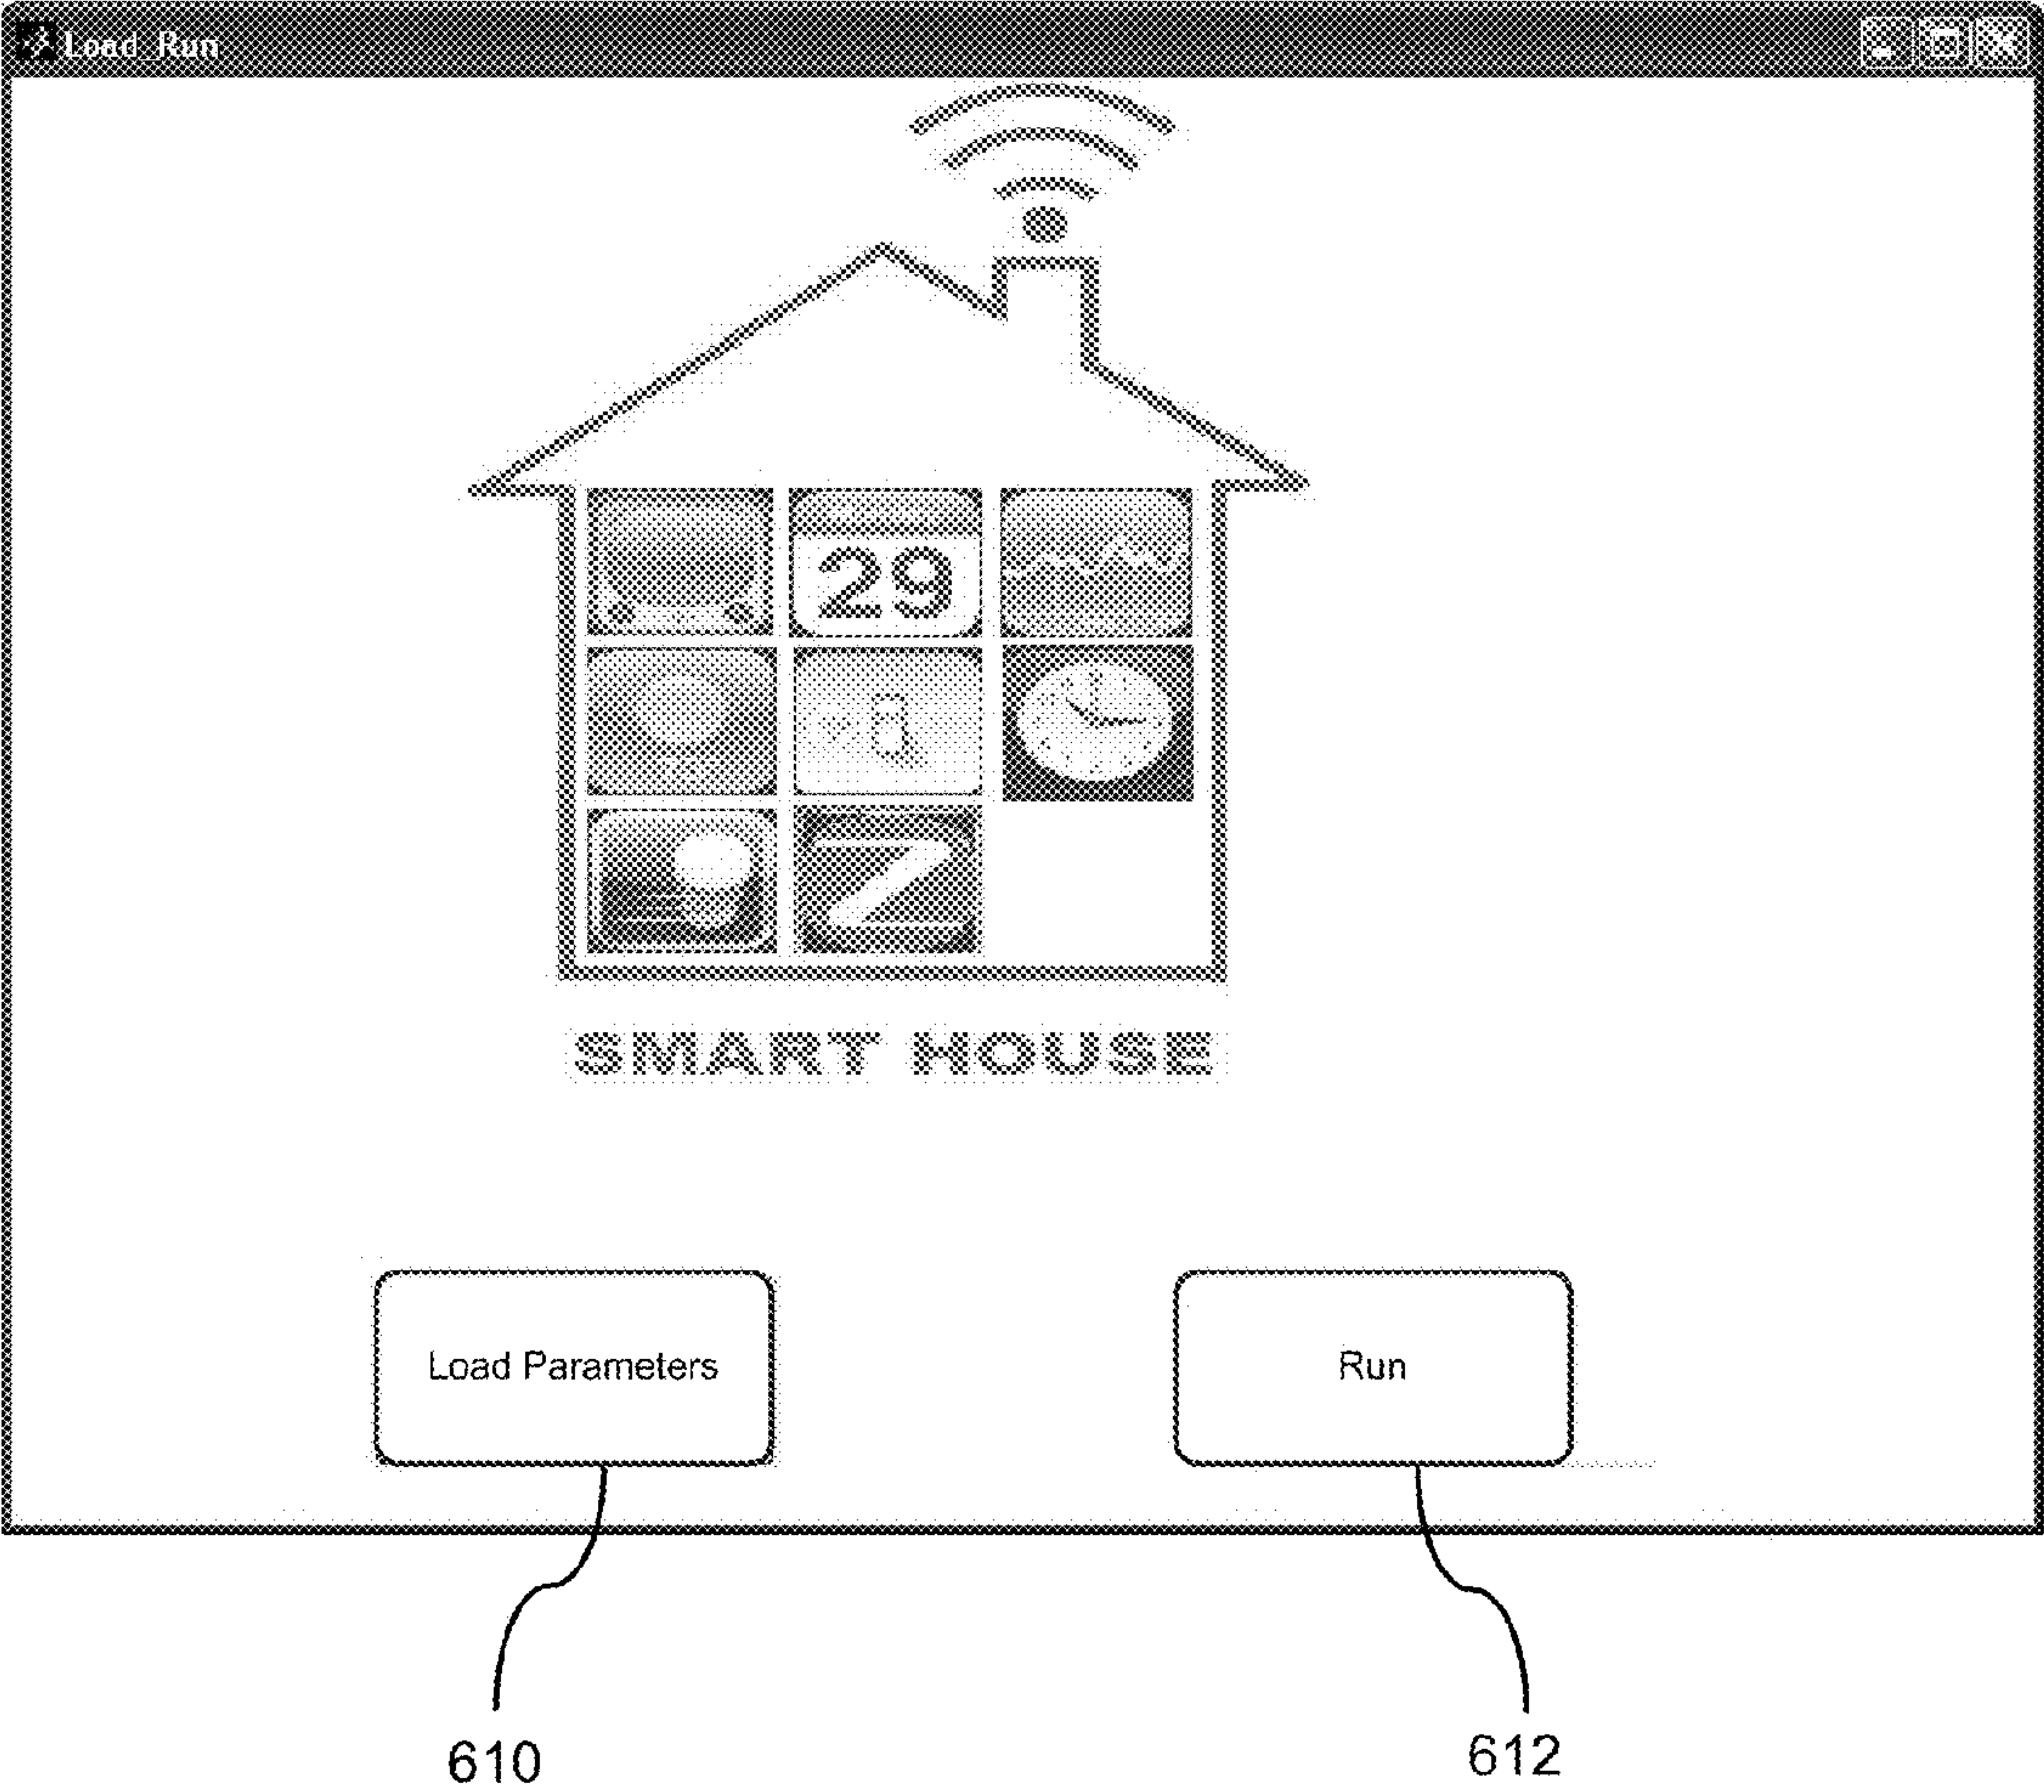 Load_Run
29
Z
SMART HOUSE
Load Parameters
Run
610
612